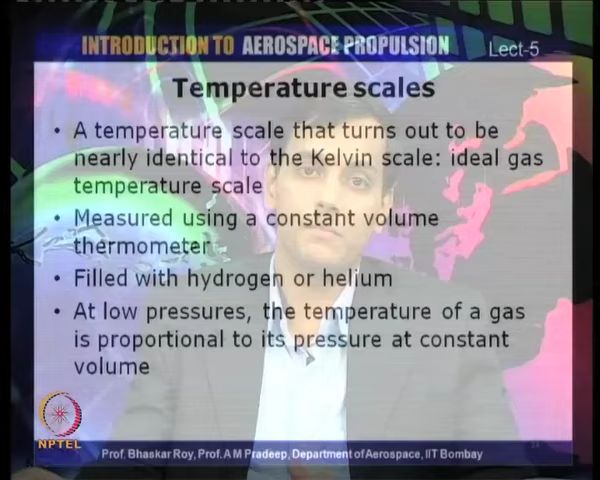 INTRODUCTION TO AEROSPACE PROPULSION
Lect-5
Temperature scales
• A temperature scale that turns out to be
nearly identical to the Kelvin scale: ideal gas
temperature scale
• Measured using a constant volume
thermometer
• Filled with hydrogen or helium
• At low pressures, the temperature of a gas
is proportional to its pressure at constant
volume
NPTEL
Prof. Bhaskar Roy, Prof. A M Pradeep, Department of Aerospace, IIT Bombay